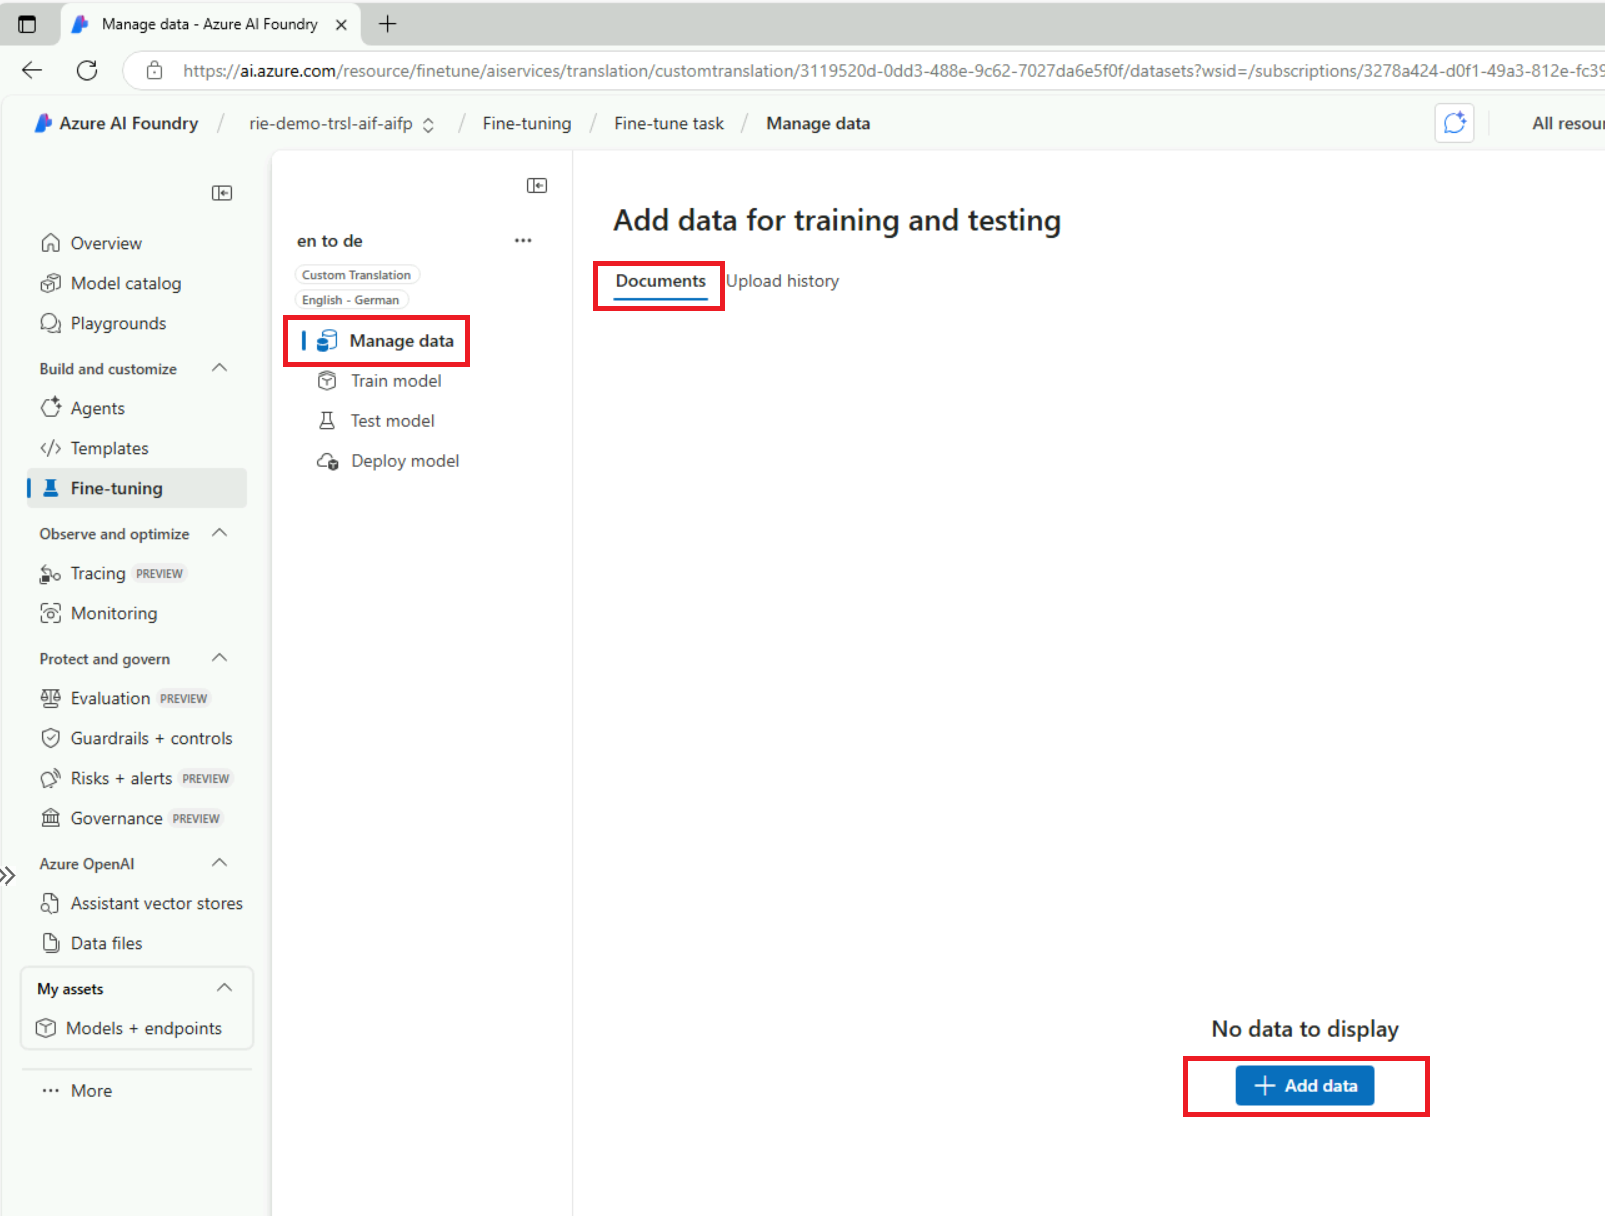 Manage data - Azure AI Foundry
https://ai.azure.com/resource/finetune/aiservices/translation/customtranslation/3119520d-0dd3-488e-9c62-7027da6e5f0f/datasets?wsid=/subscriptions/3278a424-d0f1-49a3-812e-fc39
Azure AI Foundry / rie-demo-trsl-aif-aifp / Fine-tuning / Fine-tune task / Manage data
All resour
Overview
Model catalog
Playgrounds
Build and customize
Agents
Templates
Fine-tuning
Observe and optimize
Tracing PREVIEW
Monitoring
Protect and govern
Evaluation PREVIEW
Guardrails + controls
Risks + alerts PREVIEW
Governance PREVIEW
Azure OpenAI
Assistant vector stores
Data files
My assets
Models + endpoints
More
en to de
Custom Translation
English - German
Manage data
Train model
Test model
Deploy model
Add data for training and testing
Documents Upload history
No data to display
+ Add data